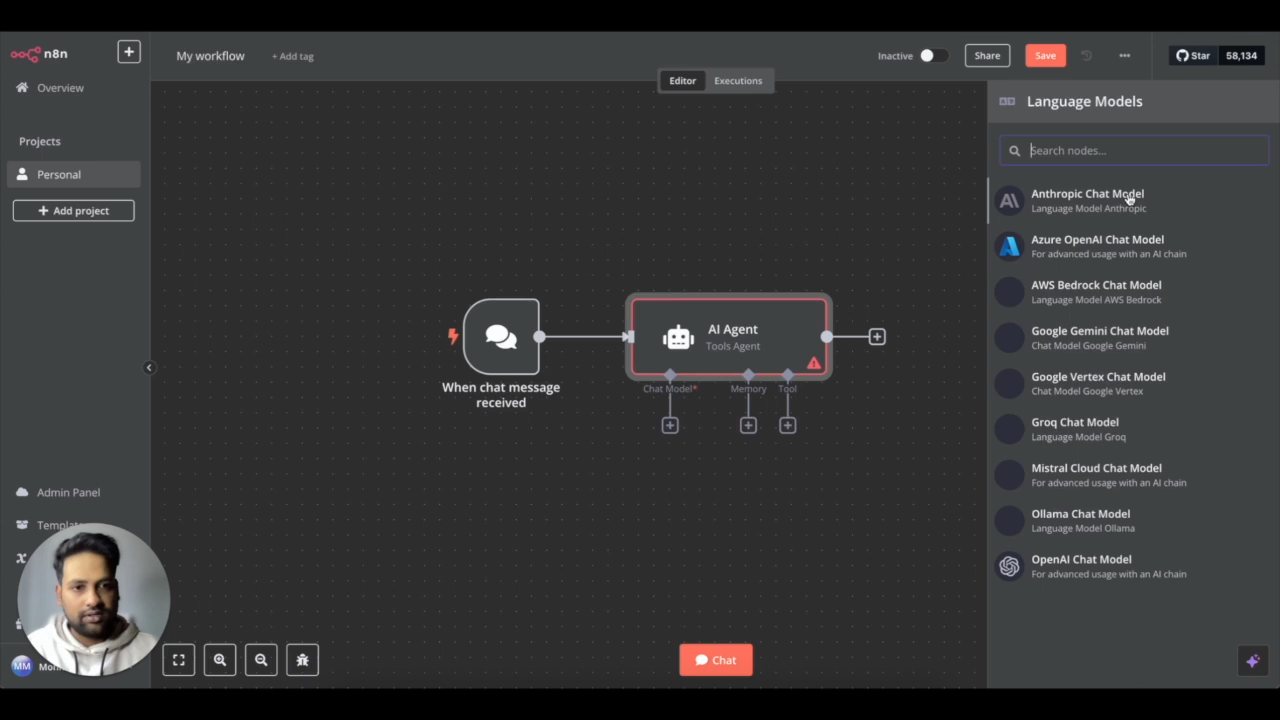 n8n
+
My workflow
+ Add tag
Inactive
Share
Save
Star
58,134
Editor
Executions
Overview
Projects
Personal
+ Add project
Admin Panel
MM
When chat message
received
AI Agent
Tools Agent
Chat Model*
Memory
Tool
Chat
Language Models
Search nodes...
Anthropic Chat Model
Language Model Anthropic
Azure OpenAI Chat Model
For advanced usage with an AI chain
AWS Bedrock Chat Model
Language Model AWS Bedrock
Google Gemini Chat Model
Chat Model Google Gemini
Google Vertex Chat Model
Chat Model Google Vertex
Groq Chat Model
Language Model Groq
Mistral Cloud Chat Model
For advanced usage with an AI chain
Ollama Chat Model
Language Model Ollama
OpenAI Chat Model
For advanced usage with an AI chain